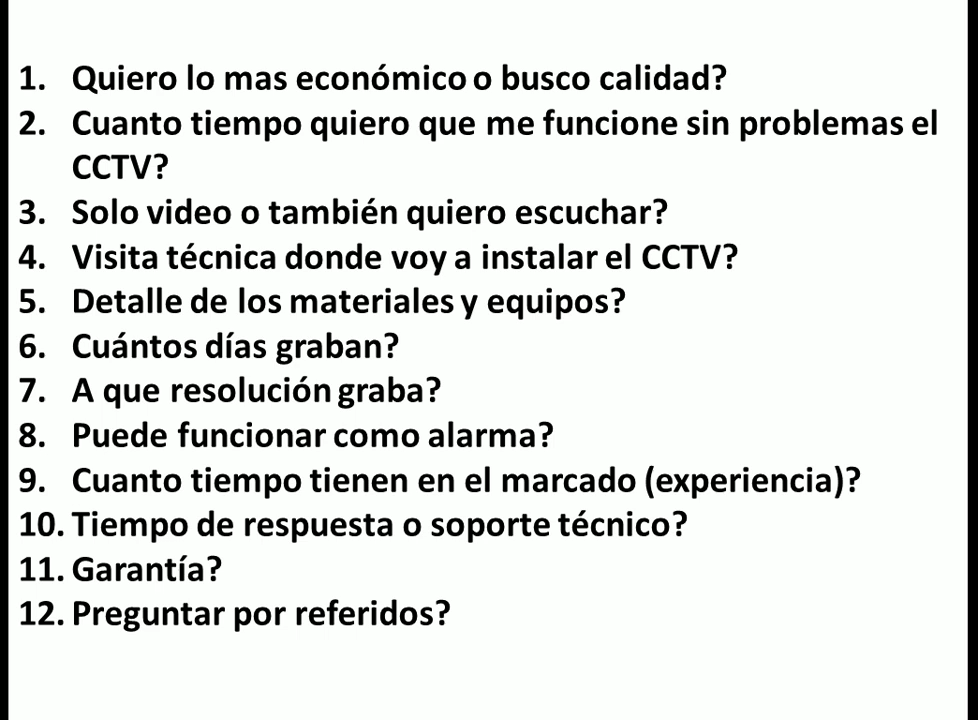 1. Quiero lo mas económico o busco calidad?
2. Cuanto tiempo quiero que me funcione sin problemas el
CCTV?
3. Solo video o también quiero escuchar?
4. Visita técnica donde voy a instalar el CCTV?
5. Detalle de los materiales y equipos?
6. Cuántos días graban?
7. A que resolución graba?
8. Puede funcionar como alarma?
9. Cuanto tiempo tienen en el marcado (experiencia)?
10. Tiempo de respuesta o soporte técnico?
11. Garantía?
12. Preguntar por referidos?